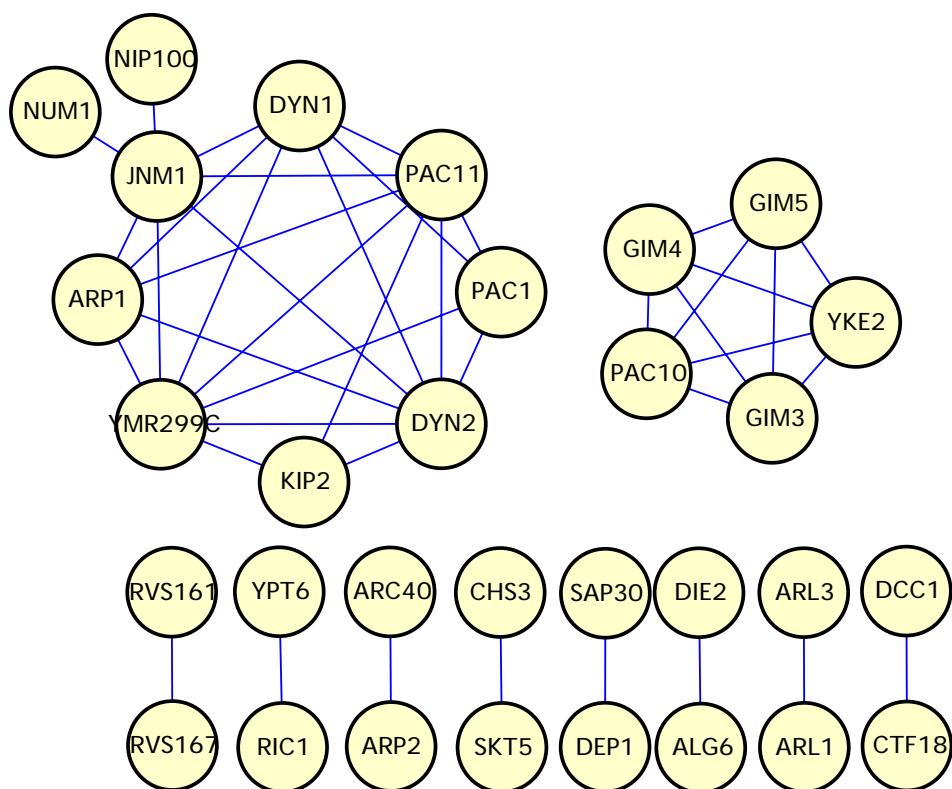 NIP100
DYN1
NUM1
JNM1
PAC11
GIM5
GIM4
ARP1
PAC1
YKE2
PAC10
YMR299C
DYN2
GIM3
KIP2
RVS161
YPT6
ARC40
CHS3
SAP30
DIE2
ARL3
DCC1
RVS167
RIC1
ARP2
SKT5
DEP1
ALG6
ARL1
CTF18